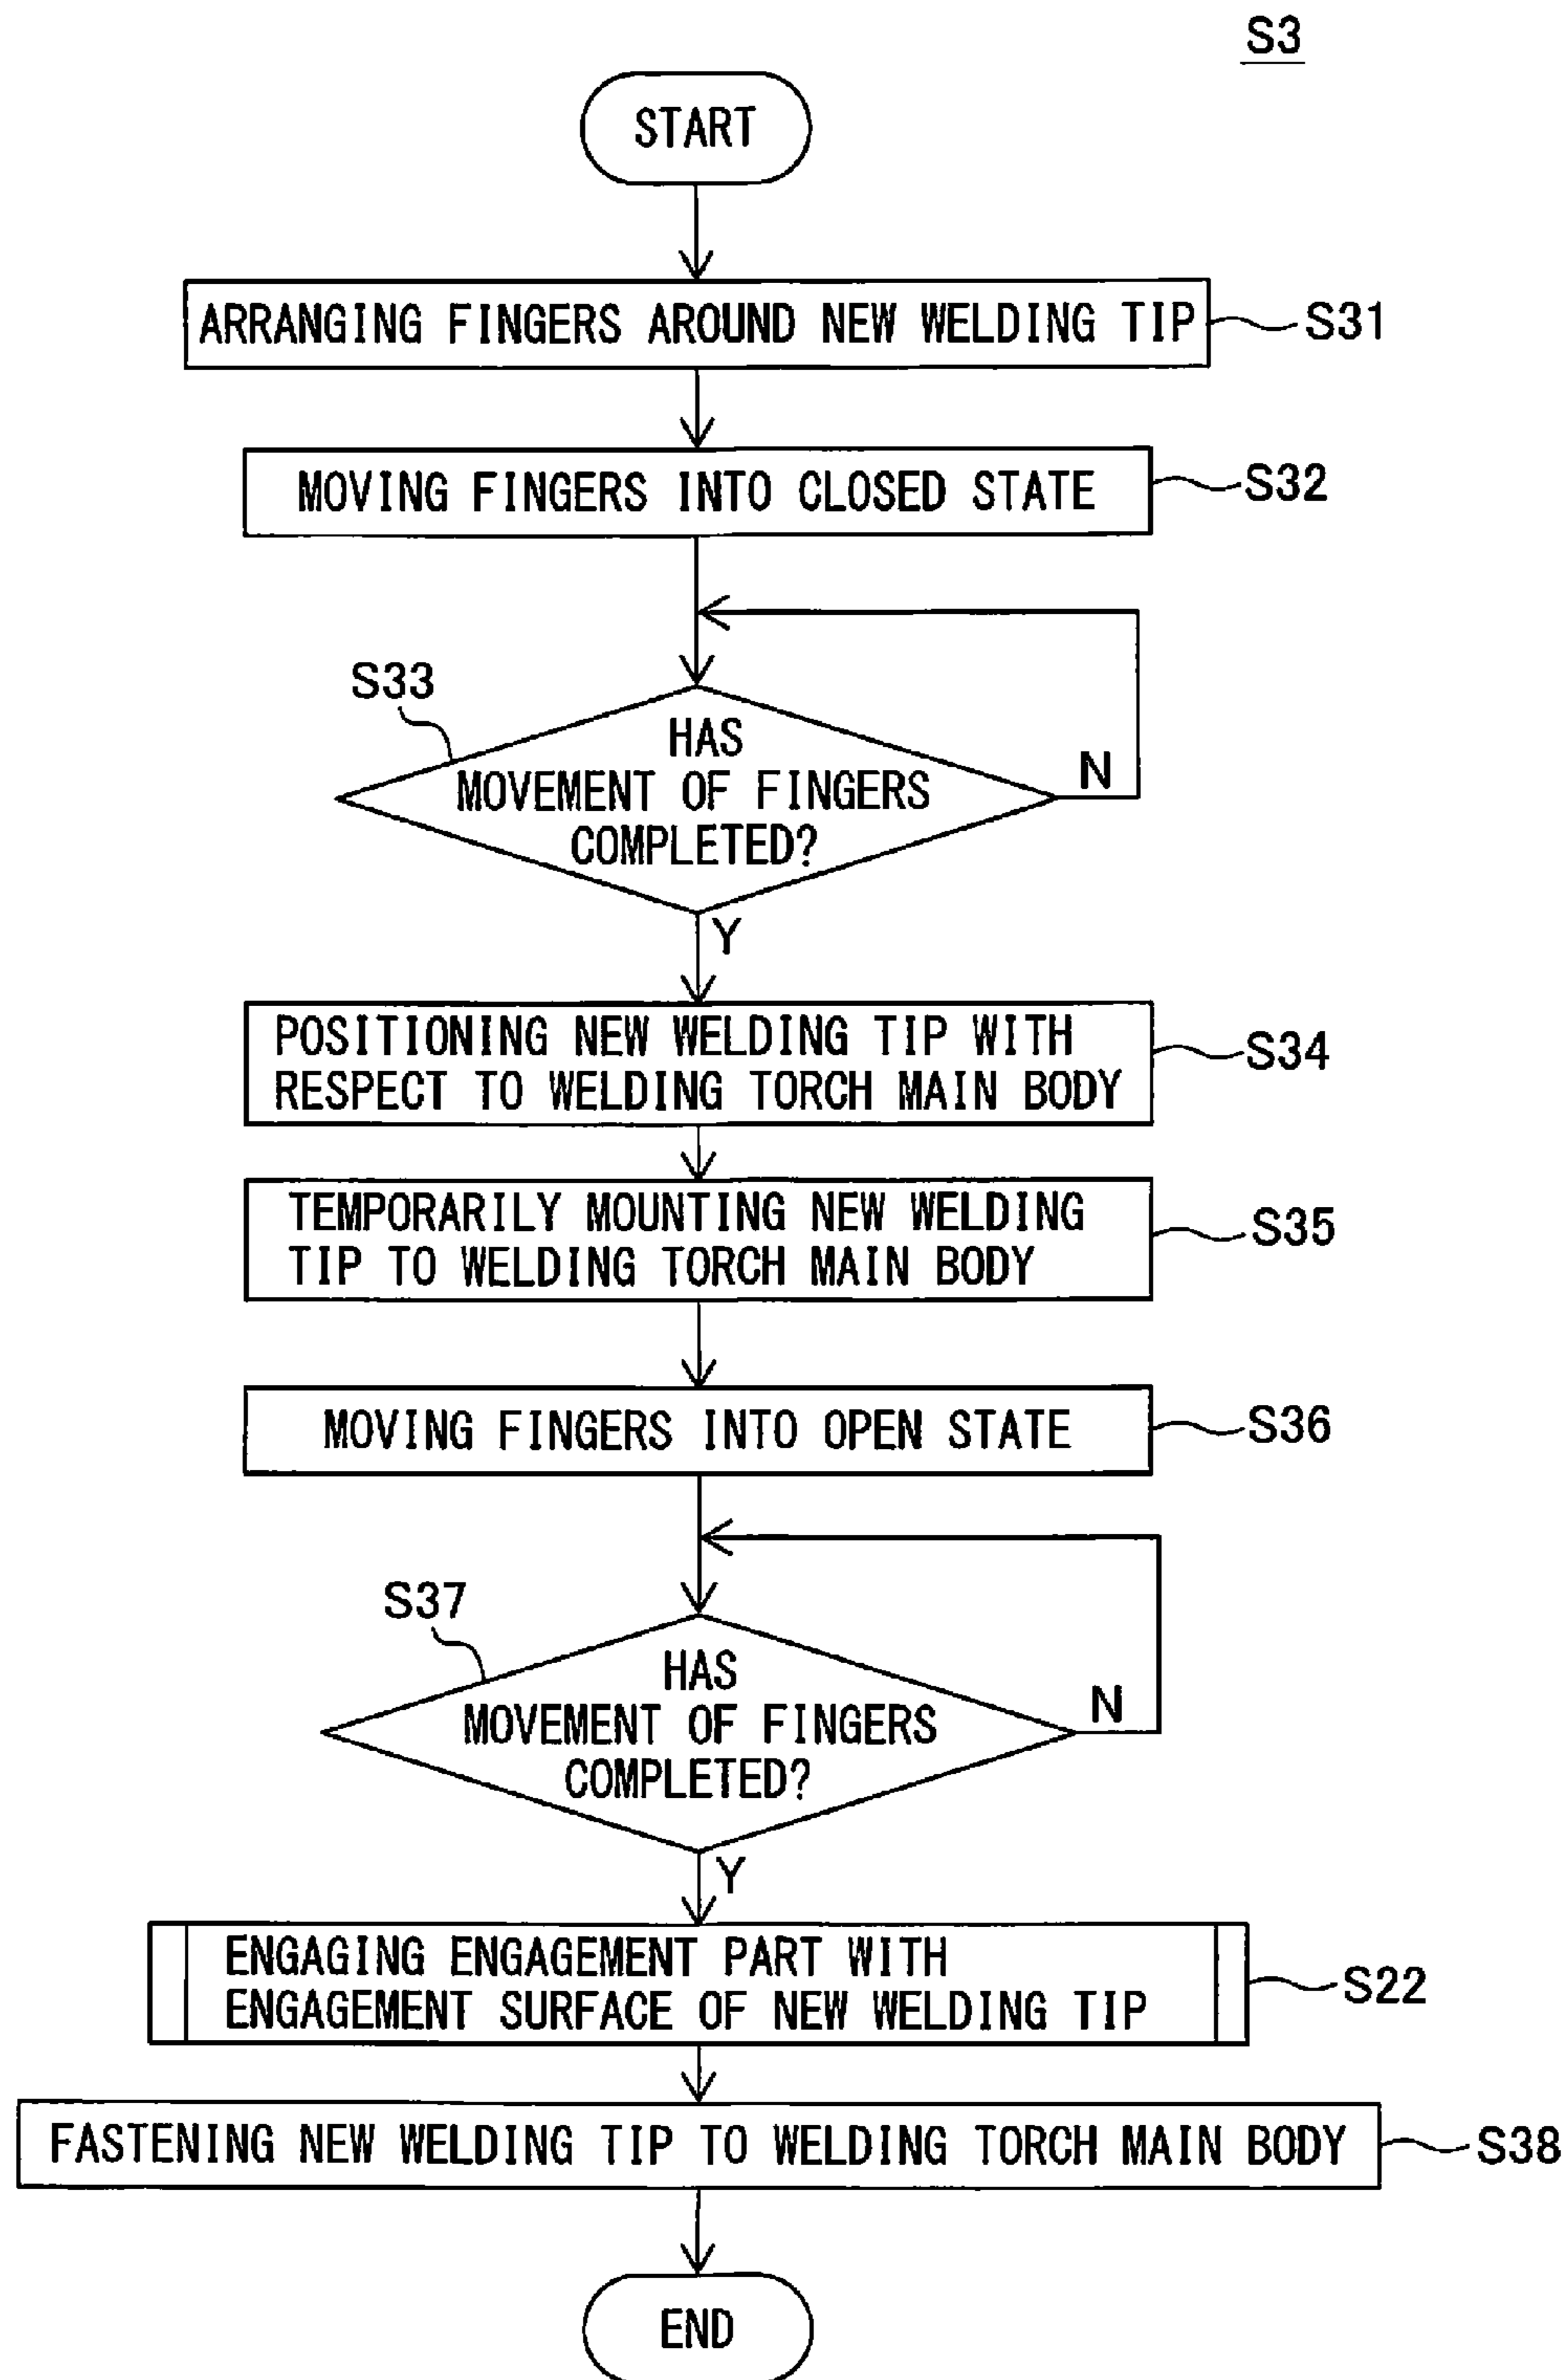 S3
START
ARRANGING FINGERS AROUND NEW WELDING TIP
S31
MOVING FINGERS INTO CLOSED STATE
S32
S33
HAS
MOVEMENT OF FINGERS
COMPLETED?
N
Y
POSITIONING NEW WELDING TIP WITH
RESPECT TO WELDING TORCH MAIN BODY
S34
TEMPORARILY MOUNTING NEW WELDING
TIP TO WELDING TORCH MAIN BODY
S35
MOVING FINGERS INTO OPEN STATE
S36
S37
HAS
MOVEMENT OF FINGERS
COMPLETED?
N
Y
ENGAGING ENGAGEMENT PART WITH
ENGAGEMENT SURFACE OF NEW WELDING TIP
S22
FASTENING NEW WELDING TIP TO WELDING TORCH MAIN BODY
S38
END